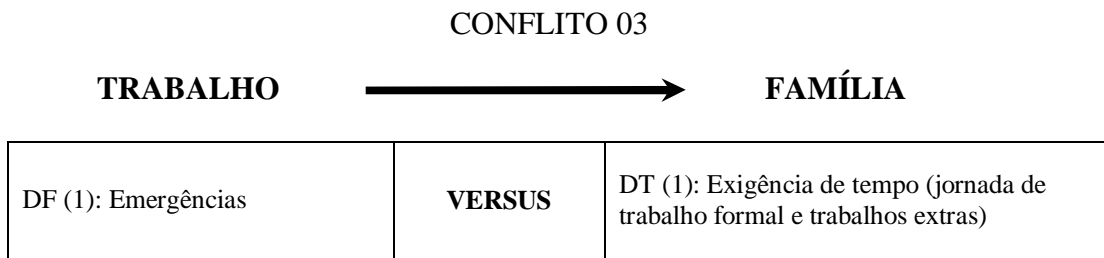 CONFLITO 03
TRABALHO FAMÍLIA
DF (1): Emergências VERSUS DT (1): Exigência de tempo (jornada de
trabalho formal e trabalhos extras)